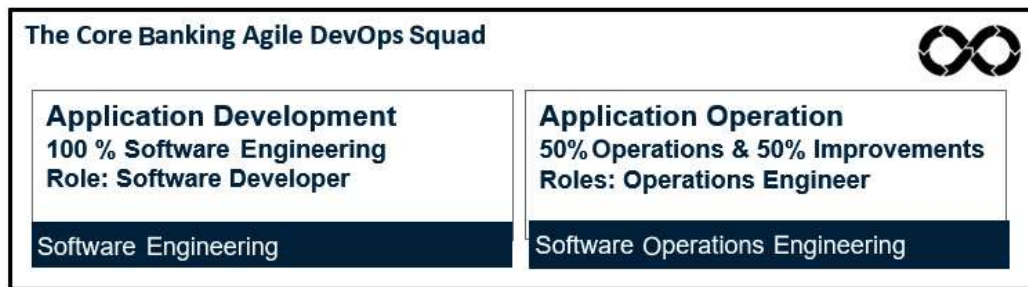 The Core Banking Agile DevOps Squad
Application Development
100 % Software Engineering
Role: Software Developer
Software Engineering
Application Operation
50% Operations & 50% Improvements
Roles: Operations Engineer
Software Operations Engineering